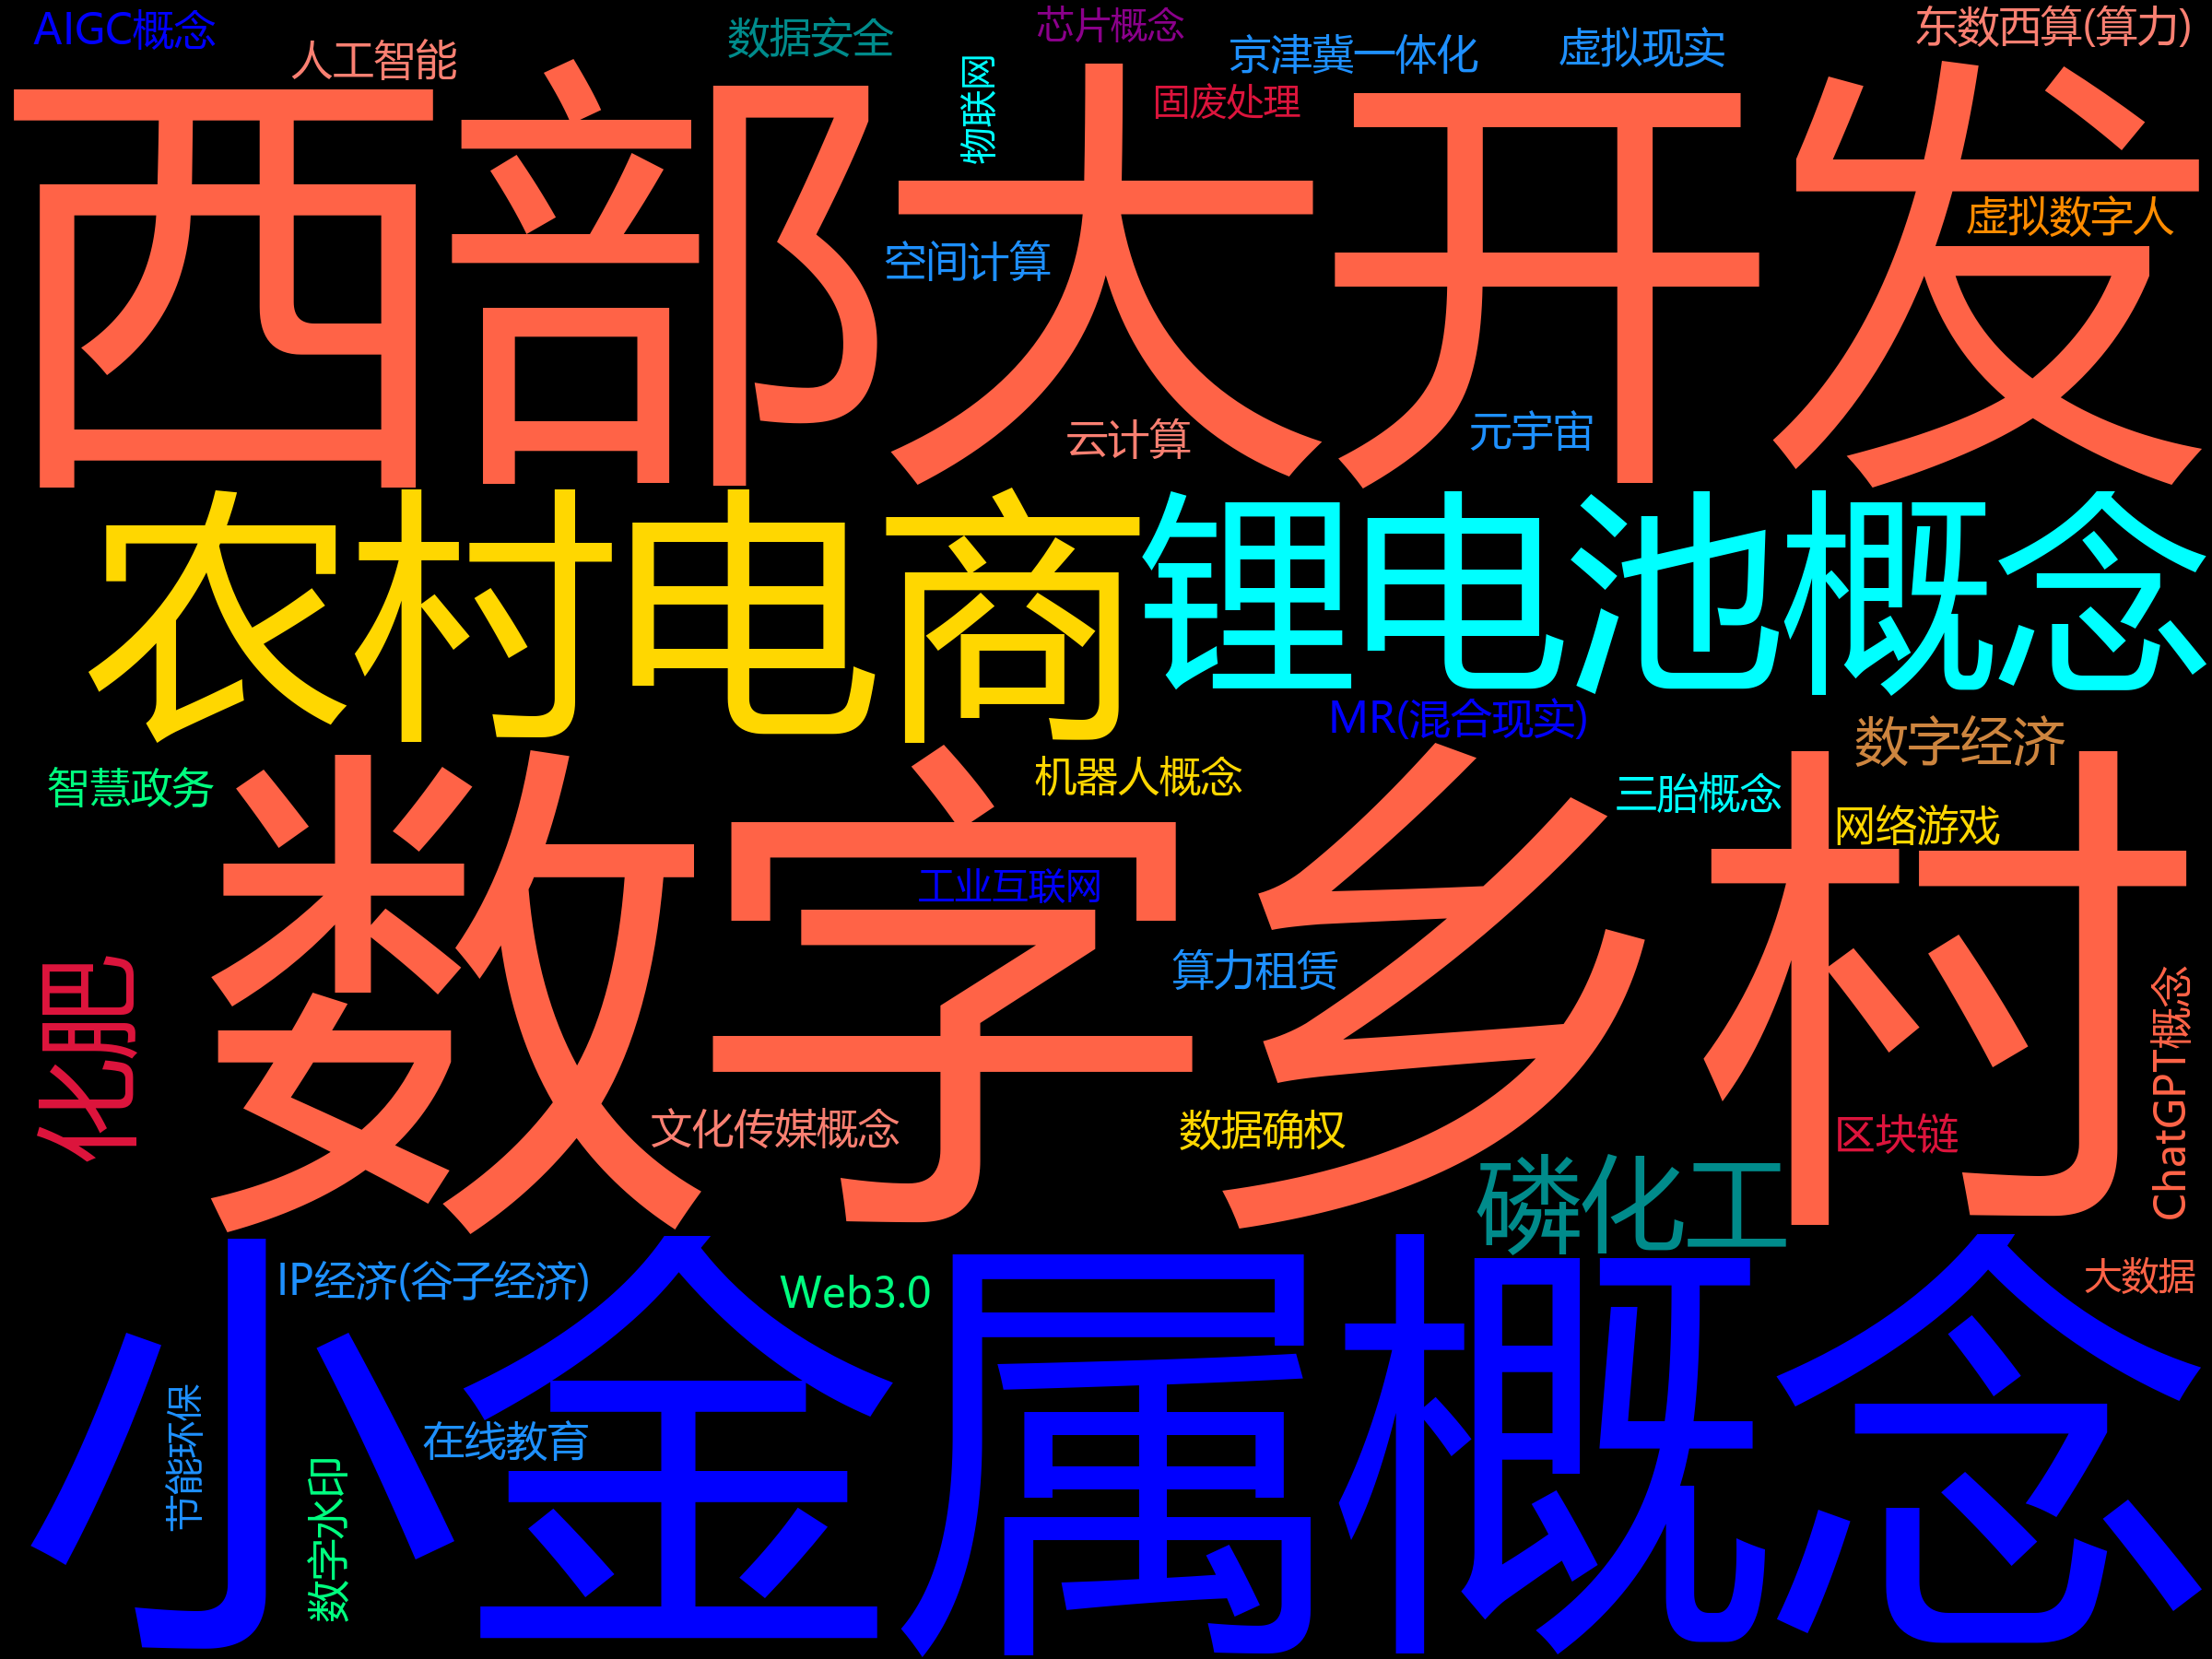 AIGC概念
人工智能
数据安全
芯片概念
京津冀一体化
虚拟现实
东数西算(算力)
物联网
固废处理
西部大开发
虚拟数字人
空间计算
云计算
元宇宙
农村电商
锂电池概念
MR(混合现实)
数字经济
智慧政务
机器人概念
三胎概念
网络游戏
数字乡村
工业互联网
算力租赁
化肥
ChatGPT概念
文化传媒概念
数据确权
区块链
磷化工
IP经济(谷子经济)
Web3.0
大数据
小金属概念
节能环保
在线教育
数字水印